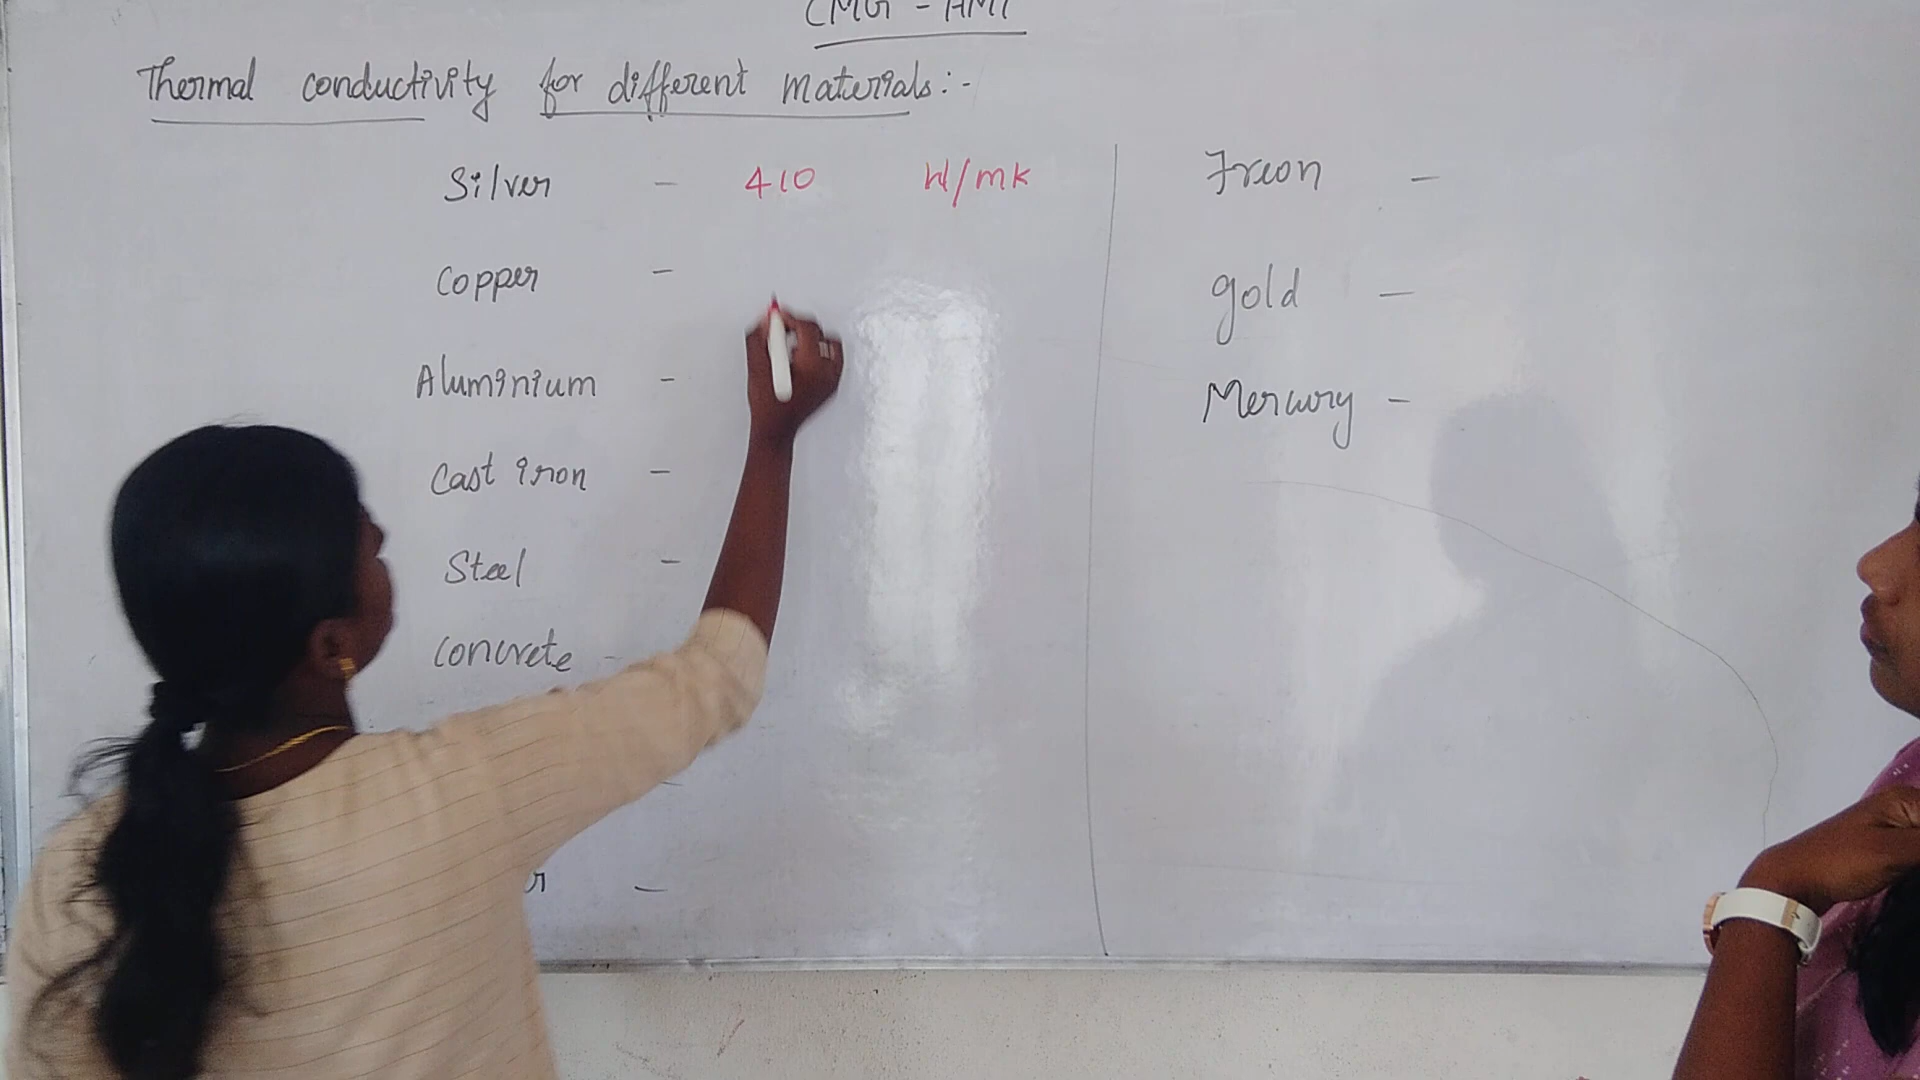 Thermal conductivity for different materials:-
Silver - 410 W/mk
Copper -
Aluminium -
Cast iron -
Steel -
Concrete -
Freon -
gold -
Mercury -